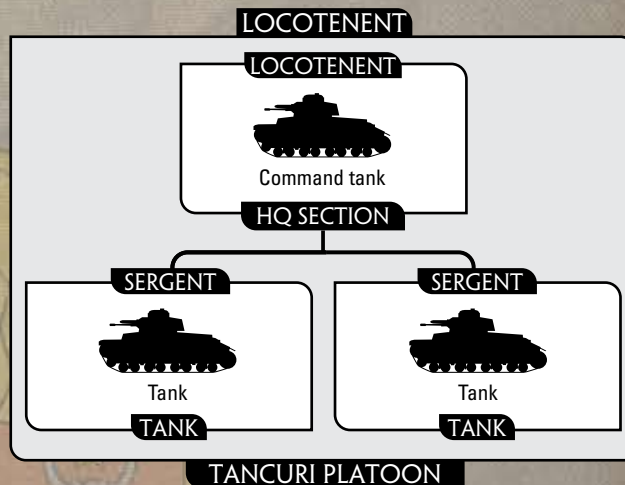 LOCOTENENT
LOCOTENENT
Command tank
HQ SECTION
SERGENT SERGENT
Tank Tank
TANK TANK
TANCURI PLATOON